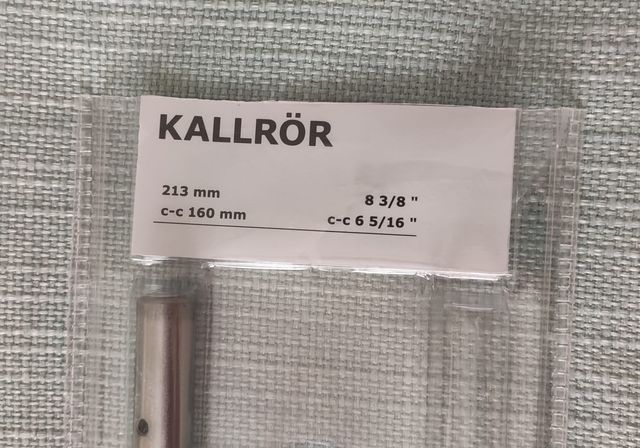 KALLRÖR
213 mm 8 3/8 "
c-c 160 mm c-c 6 5/16 "